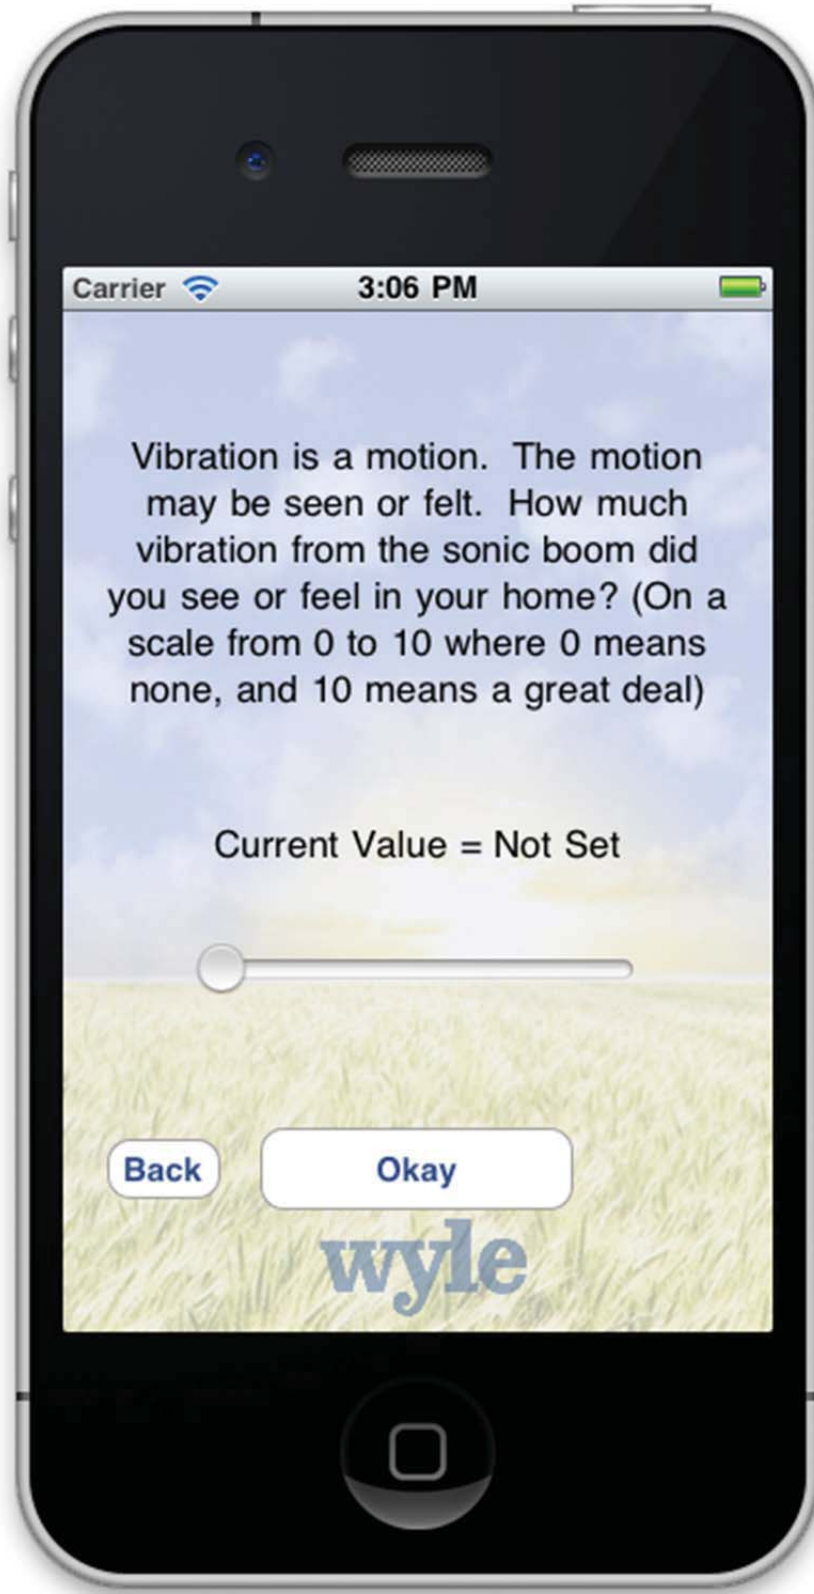 Carrier 3:06 PM
Vibration is a motion.  The motion
may be seen or felt.  How much
vibration from the sonic boom did
you see or feel in your home? (On a
scale from 0 to 10 where 0 means
none, and 10 means a great deal)
Current Value = Not Set
Back Okay
wyle